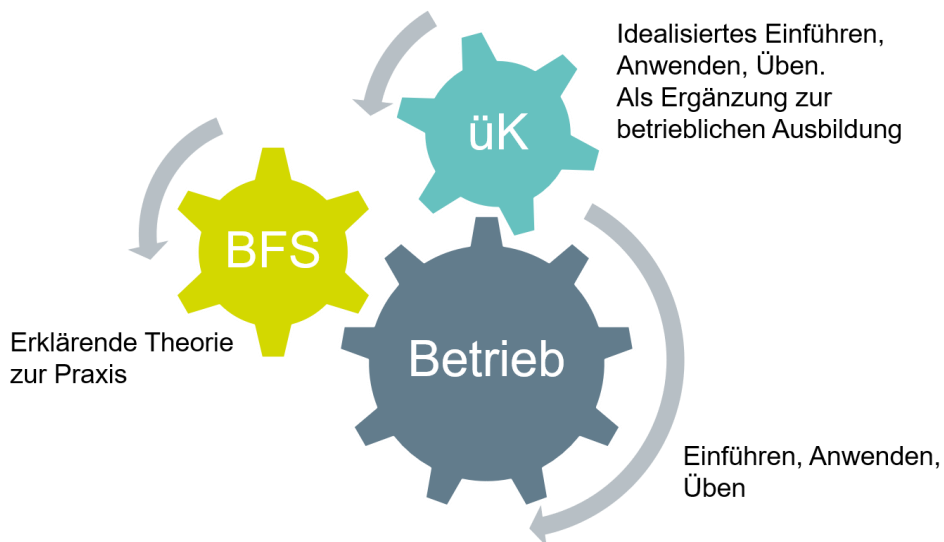 Idealisiertes Einführen,
Anwenden, Üben.
Als Ergänzung zur
betrieblichen Ausbildung
üK
BFS
Erklärende Theorie
zur Praxis
Betrieb
Einführen, Anwenden,
Üben